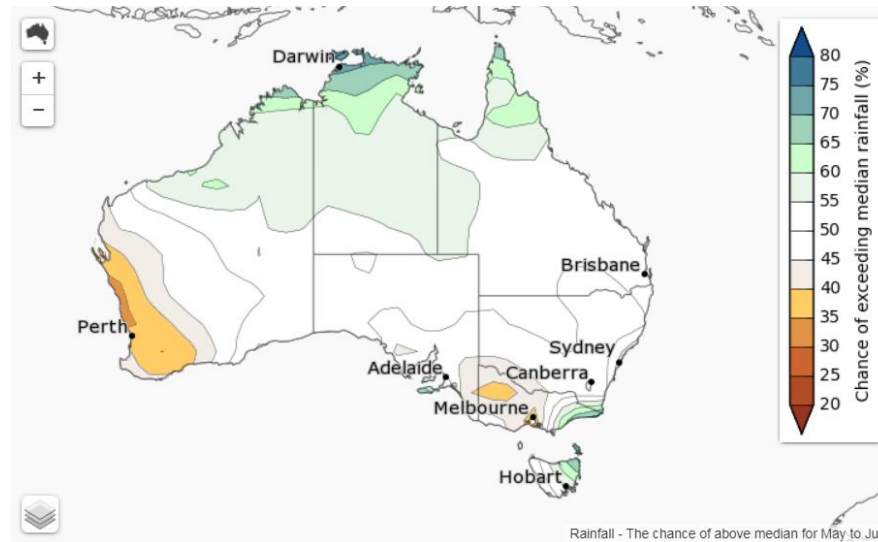 Darwin
+
−
Brisbane
Perth
Sydney
Adelaide
Canberra
Melbourne
Hobart
80
75
70
65
60
55
50
45
40
35
30
25
20
Chance of exceeding median rainfall (%)
Rainfall - The chance of above median for May to Ju